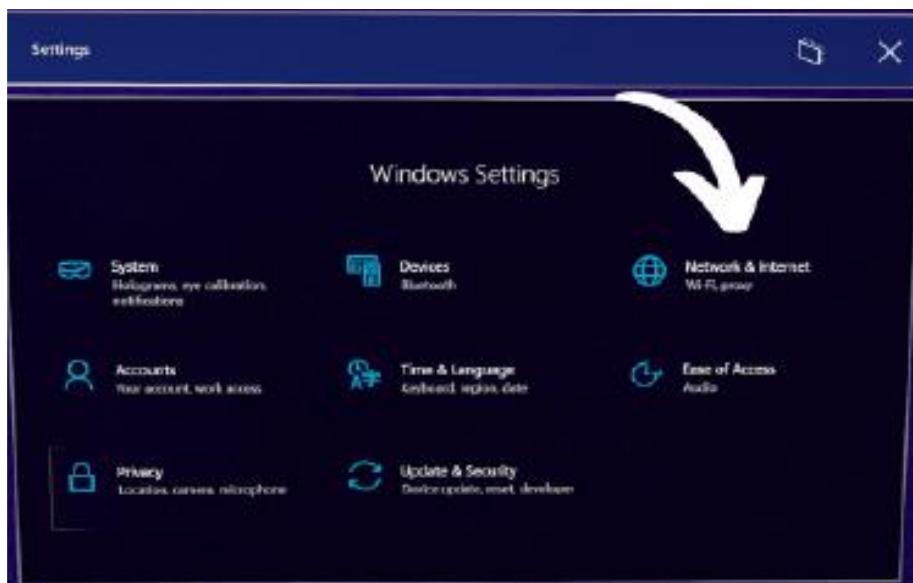 Settings
Windows Settings
System
Holograms, eye calibration,
notifications
Devices
Bluetooth
Network & Internet
Wi-Fi, proxy
Accounts
Your account, work access
Time & Language
Keyboard, region, date
Ease of Access
Audio
Privacy
Location, camera, microphone
Update & Security
Device update, reset, developer